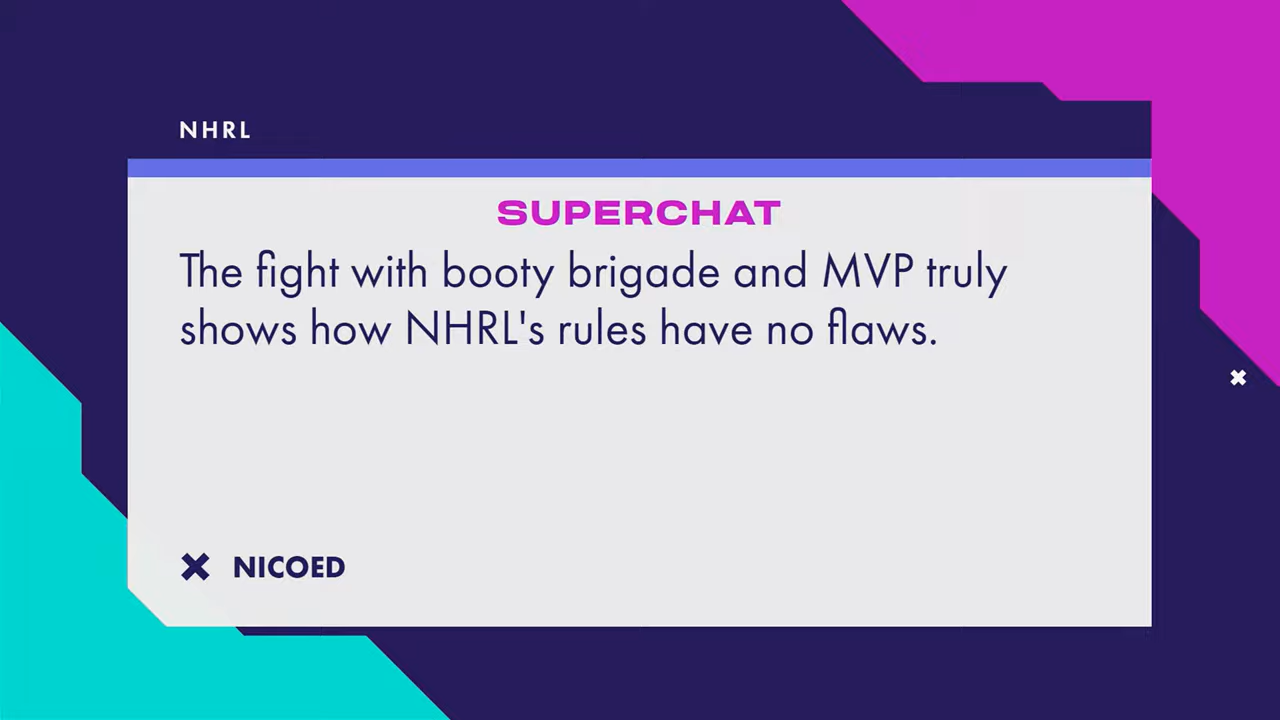 NHRL
SUPERCHAT
The fight with booty brigade and MVP truly
shows how NHRL's rules have no flaws.
NICOED